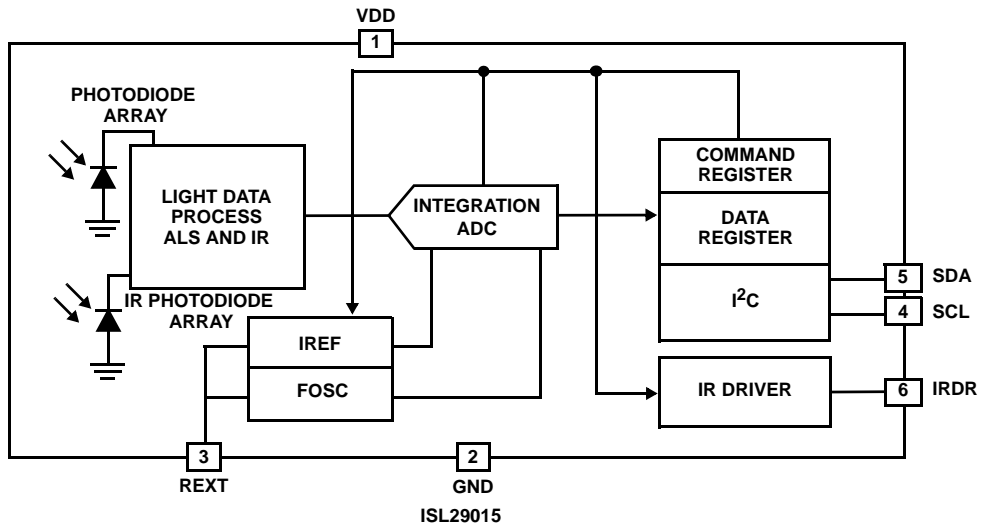 VDD
1
PHOTODIODE
ARRAY
LIGHT DATA
PROCESS
ALS AND IR
INTEGRATION
ADC
COMMAND
REGISTER
DATA
REGISTER
I²C
5 SDA
4 SCL
IR PHOTODIODE
ARRAY
IREF
FOSC
IR DRIVER
6 IRDR
3
REXT
2
GND
ISL29015